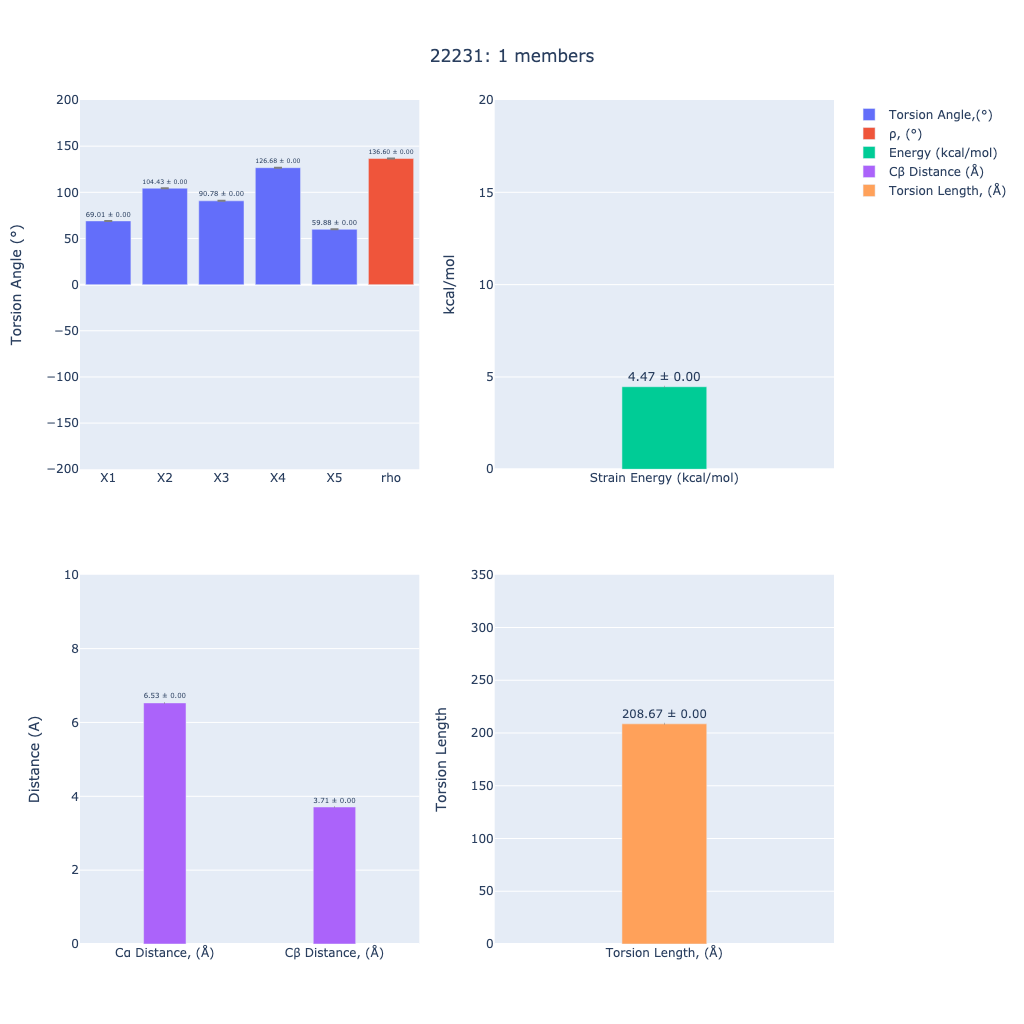 22231: 1 members
Torsion Angle (°)
200
150
100
50
0
−50
−100
−150
−200
69.01 ± 0.00
104.43 ± 0.00
90.78 ± 0.00
126.68 ± 0.00
59.88 ± 0.00
136.60 ± 0.00
X1 X2 X3 X4 X5 rho
kcal/mol
20
15
10
5
0
4.47 ± 0.00
Strain Energy (kcal/mol)
Torsion Angle,(°)
ρ, (°)
Energy (kcal/mol)
Cβ Distance (Å)
Torsion Length, (Å)
Distance (A)
10
8
6
4
2
0
6.53 ± 0.00
3.71 ± 0.00
Cα Distance, (Å) Cβ Distance, (Å)
Torsion Length
350
300
250
200
150
100
50
0
208.67 ± 0.00
Torsion Length, (Å)